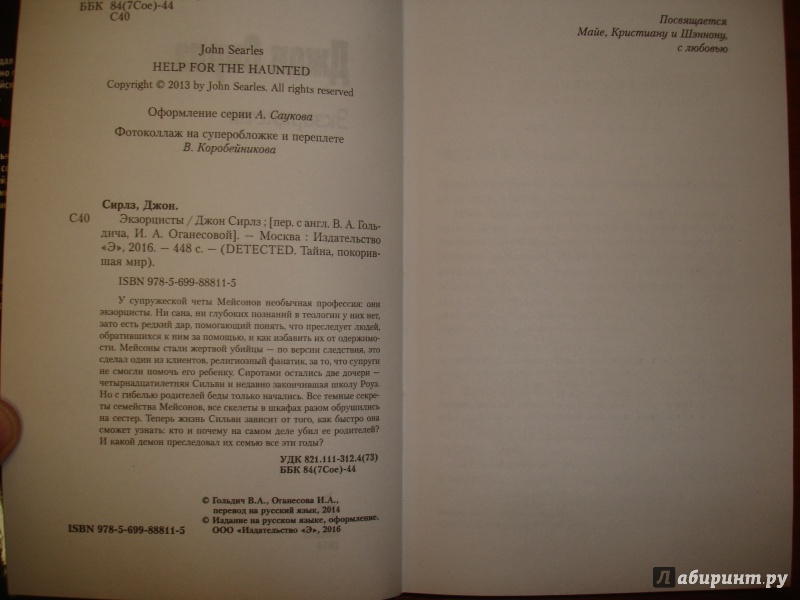 ББК 84(7Сое)-44
С40
John Searles
HELP FOR THE HAUNTED
Copyright © 2013 by John Searles. All rights reserved
Оформление серии А. Саукова
Фотоколлаж на суперобложке и переплете
В. Коробейникова
Сирлз, Джон.
С40 Экзорцисты / Джон Сирлз ; [пер. с англ. В. А. Голь-
дича, И. А. Оганесовой]. — Москва : Издательство
«Э», 2016. — 448 с. — (DETECTED. Тайна, покорив-
шая мир).
ISBN 978-5-699-88811-5
У супружеской четы Мейсонов необычная профессия: они
экзорцисты. Ни сана, ни глубоких познаний в теологии у них нет,
зато есть редкий дар, помогающий понять, что преследует людей,
обратившихся к ним за помощью, и как избавить их от одержимо-
сти. Мейсоны стали жертвой убийцы — по версии следствия, это
сделал один из клиентов, религиозный фанатик, за то, что супруги
не смогли помочь его ребенку. Сиротами остались две дочери —
четырнадцатилетняя Сильви и недавно закончившая школу Роуз.
Но с гибелью родителей беды только начались. Все темные секре-
ты семейства Мейсонов, все скелеты в шкафах разом обрушились
на сестер. Теперь жизнь Сильви зависит от того, как быстро она
сможет узнать: кто и почему на самом деле убил ее родителей?
И какой демон преследовал их семью все эти годы?
УДК 821.111-312.4(73)
ББК 84(7Сое)-44
© Гольдич В.А., Оганесова И.А.,
перевод на русский язык, 2014
© Издание на русском языке, оформление.
ООО «Издательство «Э», 2016
ISBN 978-5-699-88811-5
Посвящается
Майе, Кристиану и Шэннону,
с любовью
Лабиринт.ру